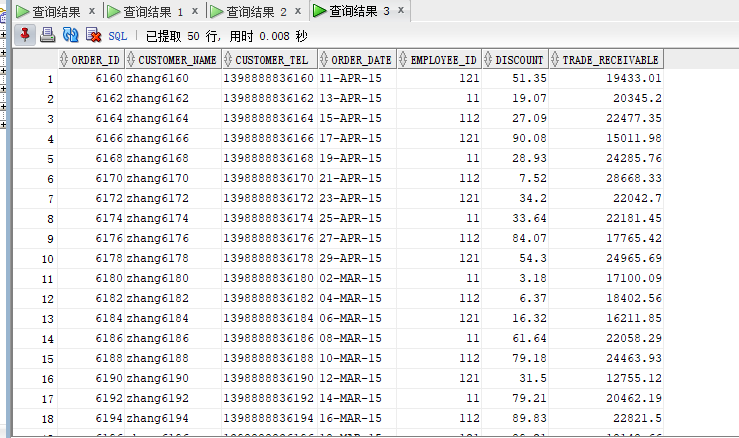 查询结果 × 查询结果 1 × 查询结果 2 × 查询结果 3 ×
SQL | 已提取 50 行, 用时 0.008 秒
ORDER_ID CUSTOMER_NAME CUSTOMER_TEL ORDER_DATE EMPLOYEE_ID DISCOUNT TRADE_RECEIVABLE
1 6160 zhang6160 1398888836160 11-APR-15 121 51.35 19433.01
2 6162 zhang6162 1398888836162 13-APR-15 11 19.07 20345.2
3 6164 zhang6164 1398888836164 15-APR-15 112 27.09 22477.35
4 6166 zhang6166 1398888836166 17-APR-15 121 90.08 15011.98
5 6168 zhang6168 1398888836168 19-APR-15 11 28.93 24285.76
6 6170 zhang6170 1398888836170 21-APR-15 112 7.52 28668.33
7 6172 zhang6172 1398888836172 23-APR-15 121 34.2 22042.7
8 6174 zhang6174 1398888836174 25-APR-15 11 33.64 22181.45
9 6176 zhang6176 1398888836176 27-APR-15 112 84.07 17765.42
10 6178 zhang6178 1398888836178 29-APR-15 121 54.3 24965.69
11 6180 zhang6180 1398888836180 02-MAR-15 11 3.18 17100.09
12 6182 zhang6182 1398888836182 04-MAR-15 112 6.37 18402.56
13 6184 zhang6184 1398888836184 06-MAR-15 121 16.32 16211.85
14 6186 zhang6186 1398888836186 08-MAR-15 11 61.64 22058.29
15 6188 zhang6188 1398888836188 10-MAR-15 112 79.18 24463.93
16 6190 zhang6190 1398888836190 12-MAR-15 121 31.5 12755.12
17 6192 zhang6192 1398888836192 14-MAR-15 11 79.21 20462.19
18 6194 zhang6194 1398888836194 16-MAR-15 112 89.83 22821.5